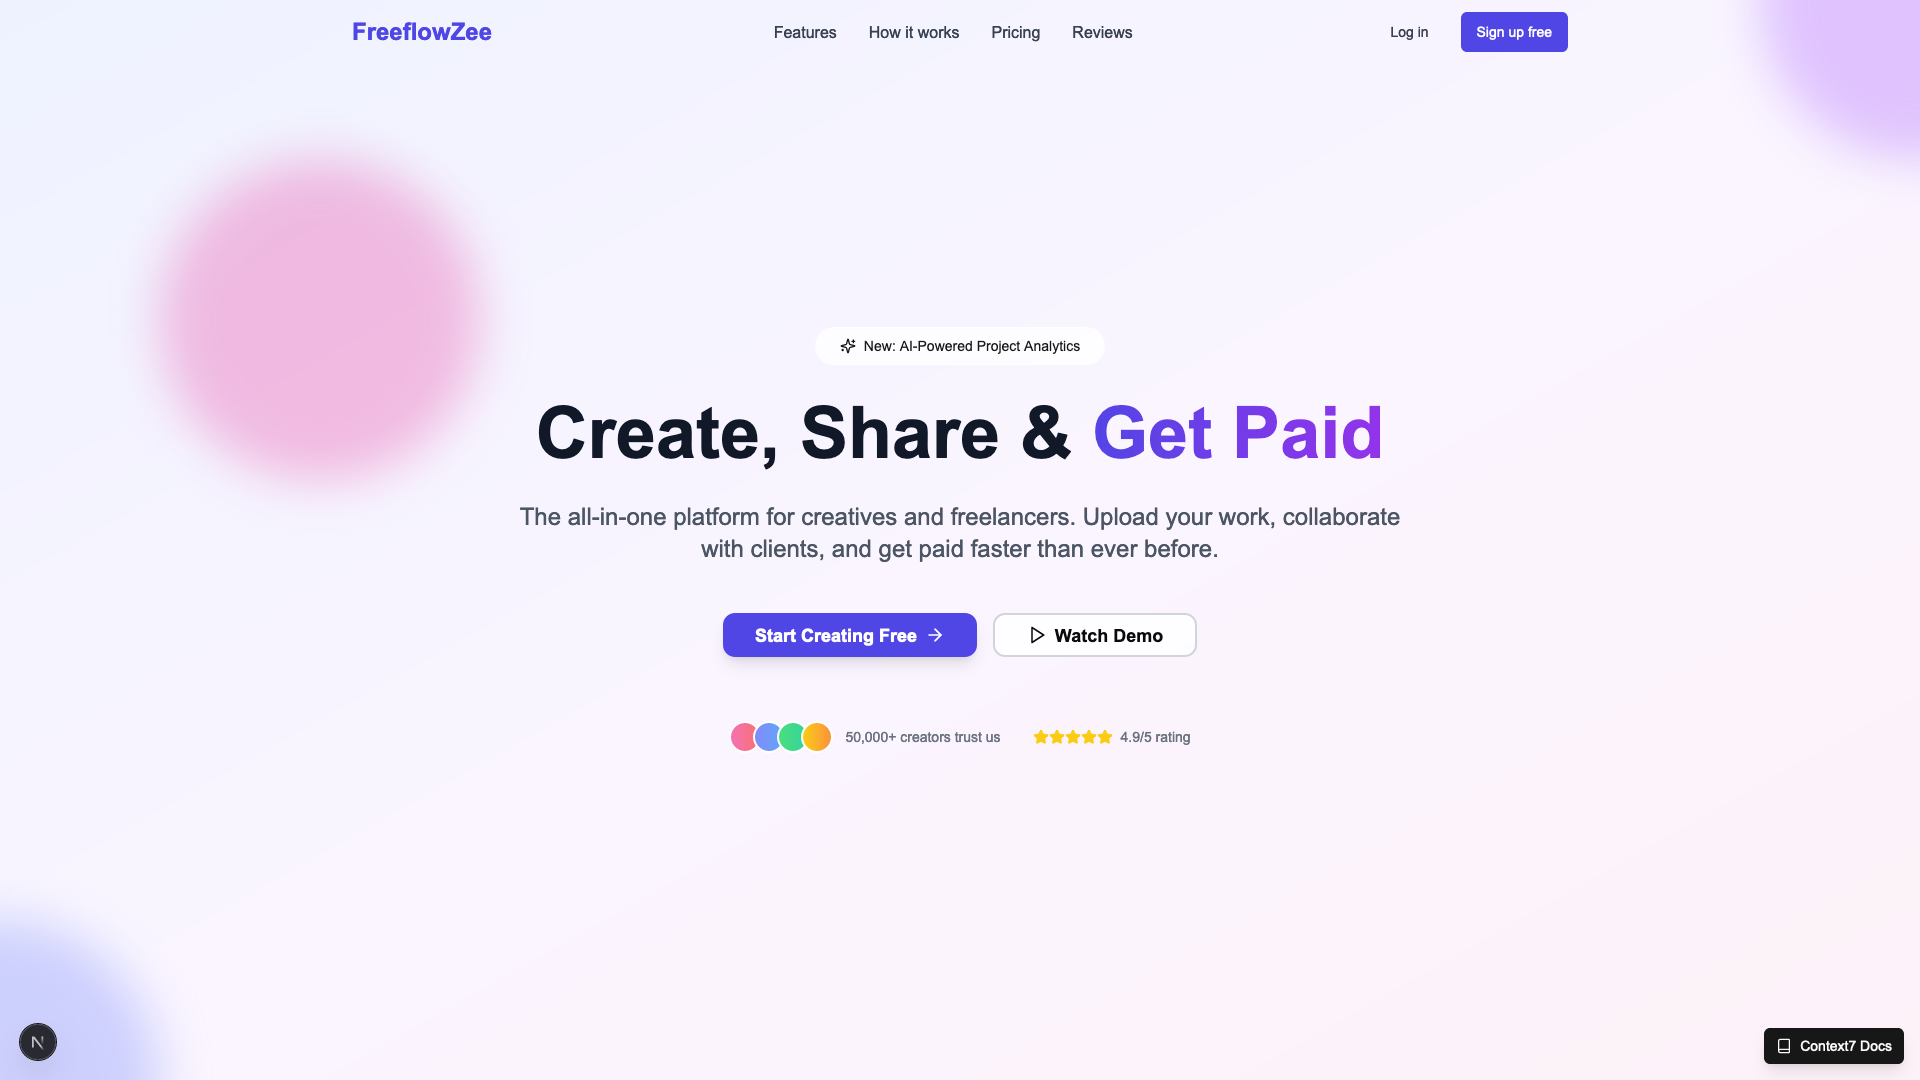 FreeflowZee
Features
How it works
Pricing
Reviews
Log in
Sign up free
New: AI-Powered Project Analytics
Create, Share & Get Paid
The all-in-one platform for creatives and freelancers. Upload your work, collaborate
with clients, and get paid faster than ever before.
Start Creating Free
Watch Demo
50,000+ creators trust us
4.9/5 rating
N
Context7 Docs